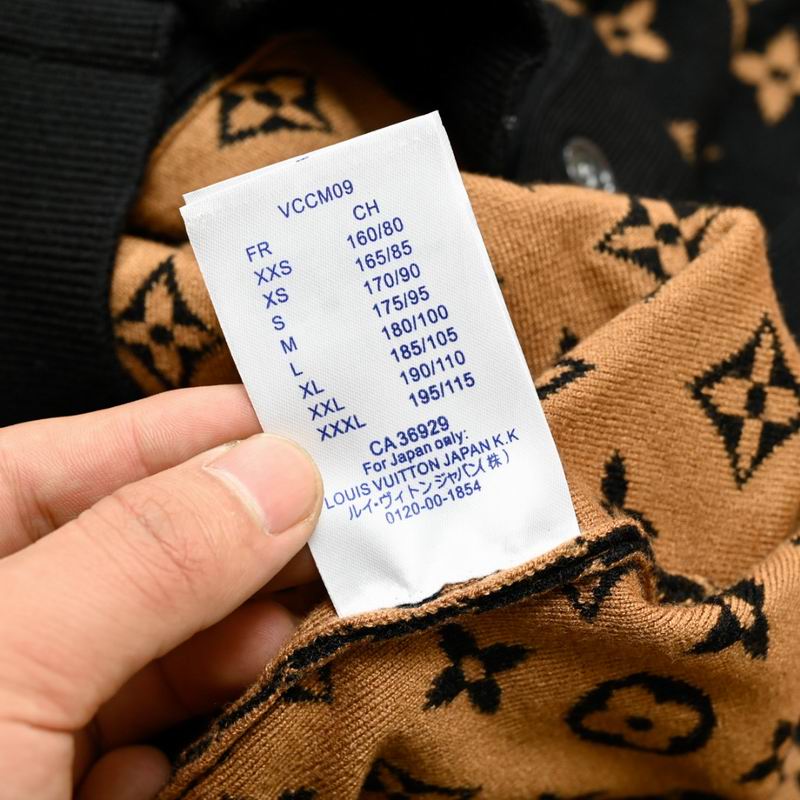 VCCM09
FR CH
XXS 160/80
XS 165/85
S 170/90
M 175/95
L 180/100
XL 185/105
XXL 190/110
XXXL 195/115
CA 36929
For Japan only:
LOUIS VUITTON JAPAN K.K
ルイ・ヴィトン ジャパン(株)
0120-00-1854